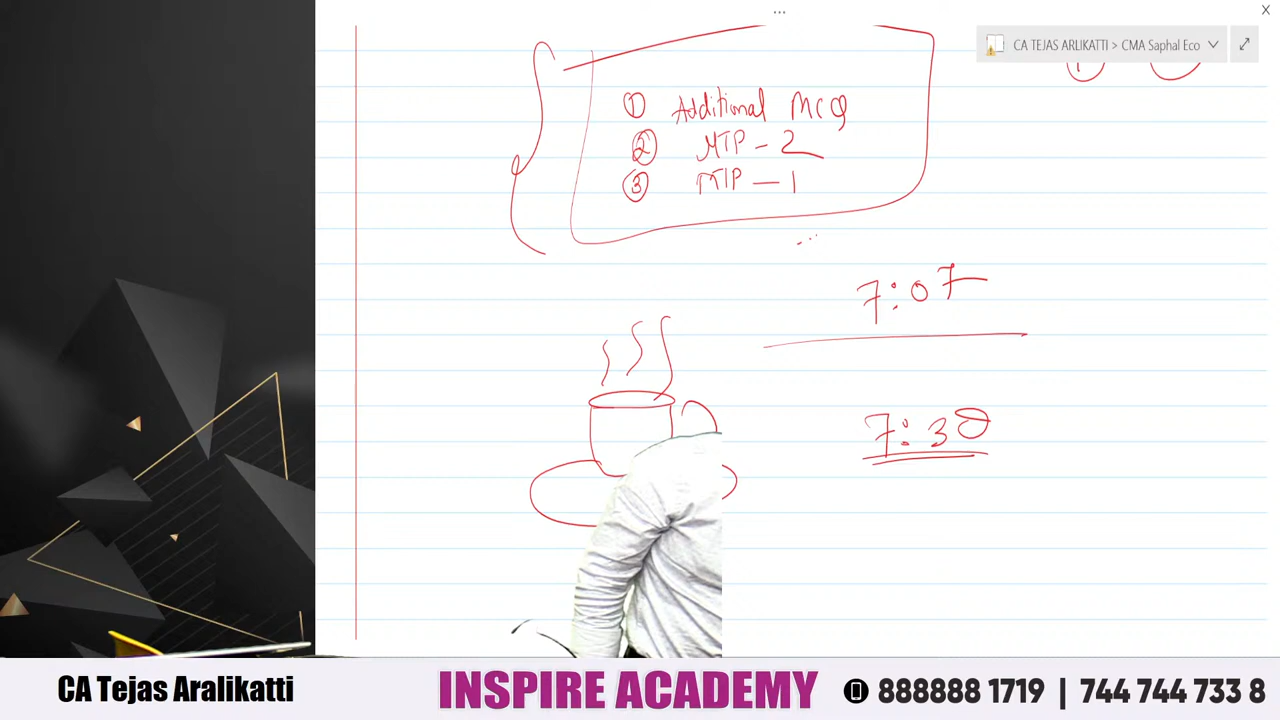 CA TEJAS ARLIKATTI > CMA Saphal Eco
① Additional MCQ
② MTP - 2
③ MTP - 1
7:07
7:30
CA Tejas Aralikatti
INSPIRE ACADEMY
888888 1719 | 744 744 733 8